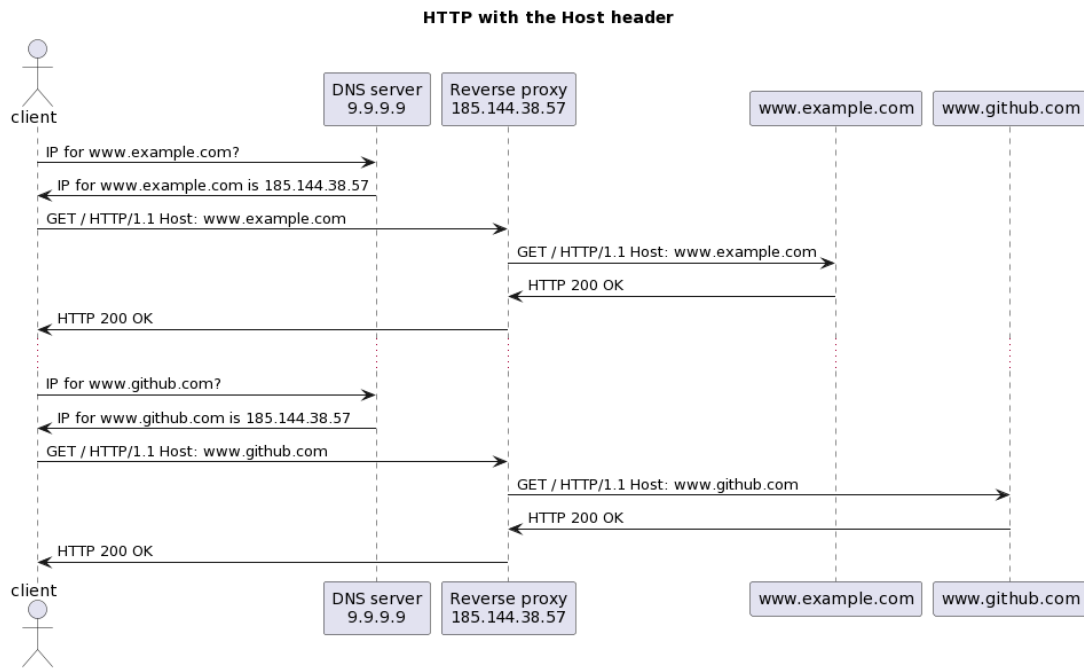 HTTP with the Host header
client
DNS server
9.9.9.9
Reverse proxy
185.144.38.57
www.example.com
www.github.com
IP for www.example.com?
IP for www.example.com is 185.144.38.57
GET / HTTP/1.1 Host: www.example.com
GET / HTTP/1.1 Host: www.example.com
HTTP 200 OK
HTTP 200 OK
IP for www.github.com?
IP for www.github.com is 185.144.38.57
GET / HTTP/1.1 Host: www.github.com
GET / HTTP/1.1 Host: www.github.com
HTTP 200 OK
HTTP 200 OK
client
DNS server
9.9.9.9
Reverse proxy
185.144.38.57
www.example.com
www.github.com